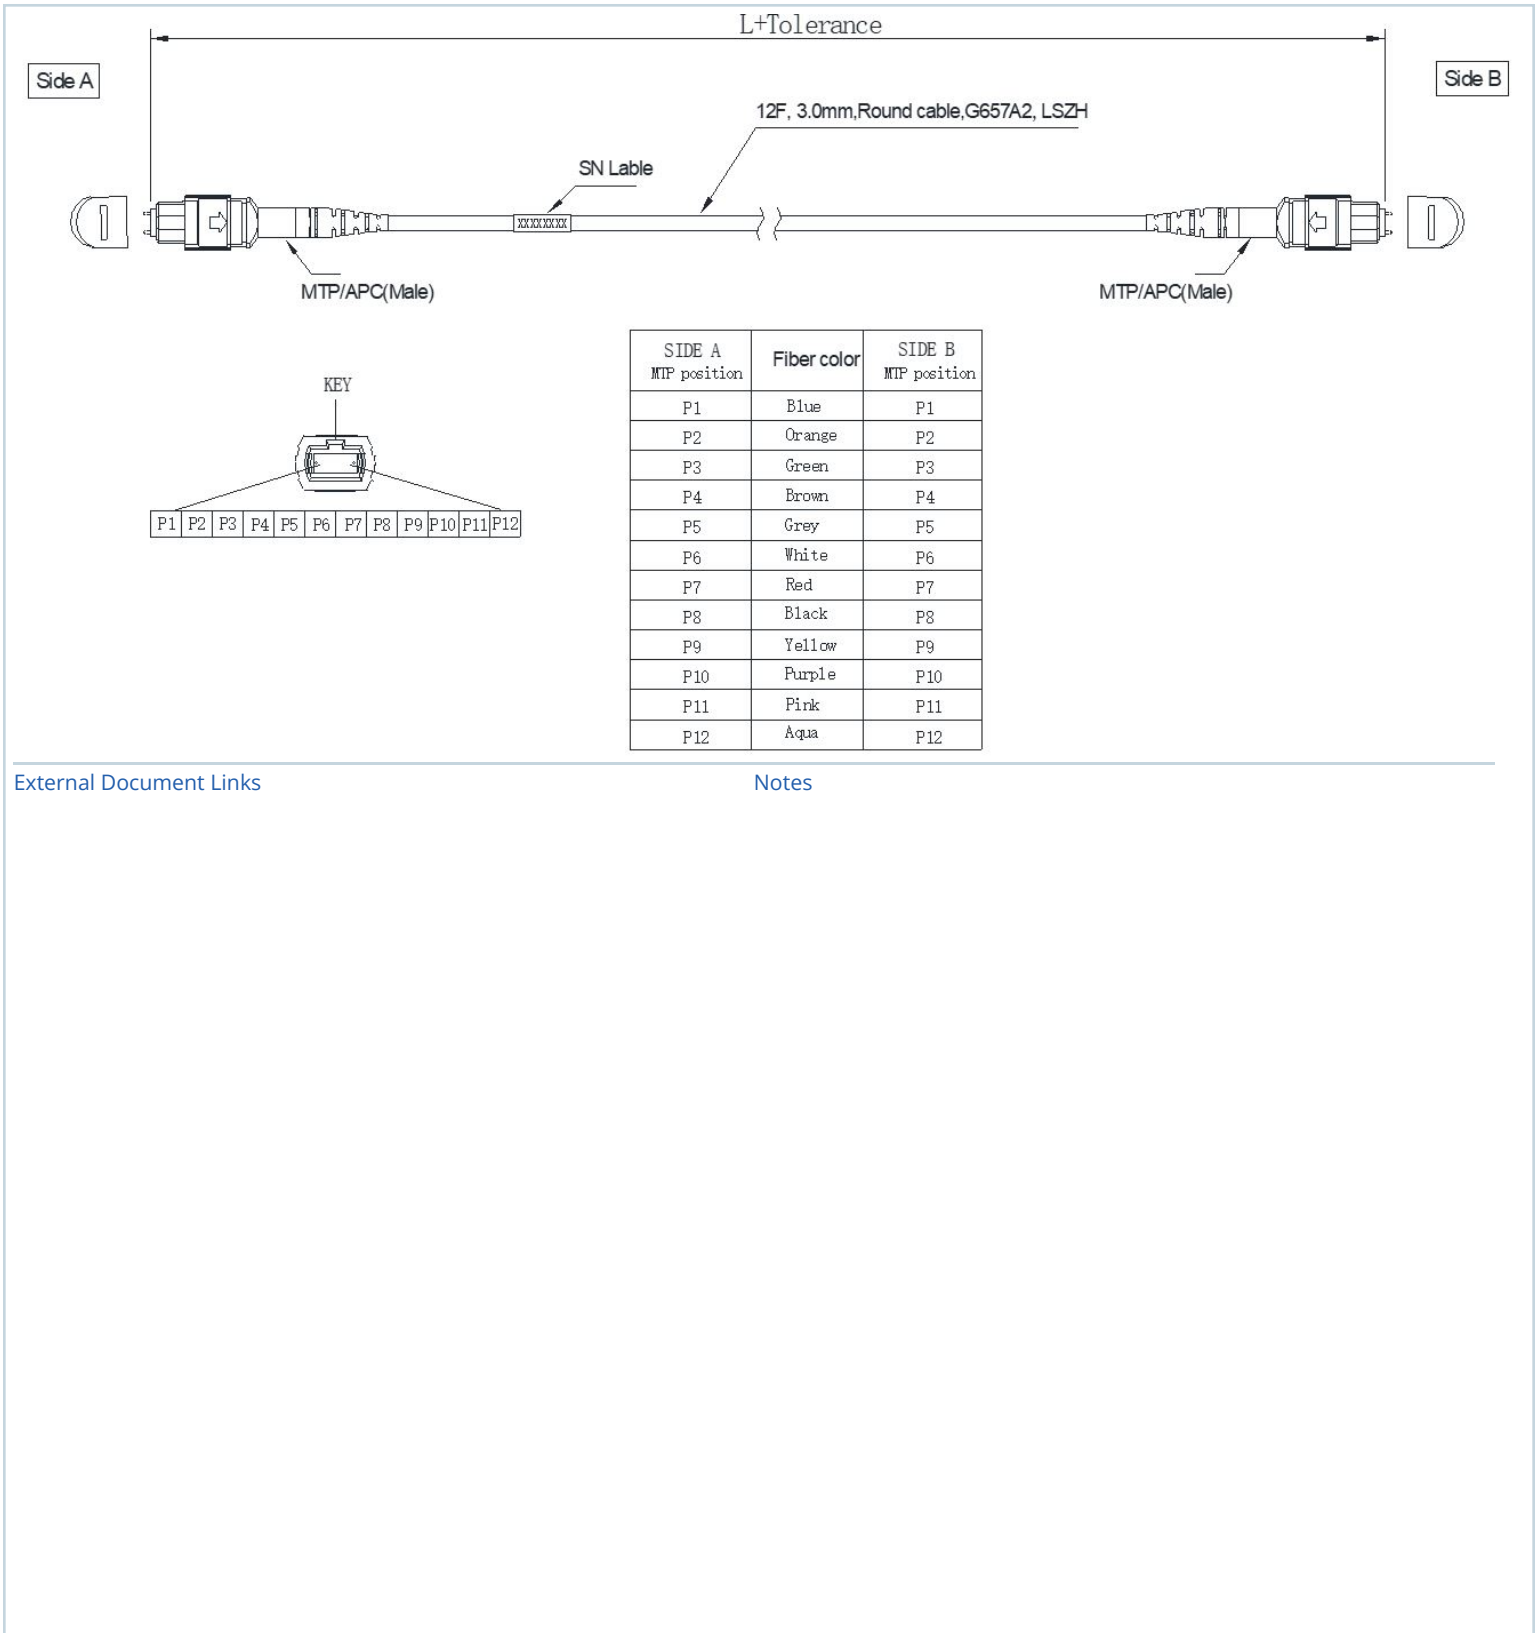 L+Tolerance
Side A
Side B
12F, 3.0mm,Round cable,G657A2, LSZH
SN Lable
XXXXXXXX
MTP/APC(Male)
MTP/APC(Male)
KEY
P1 P2 P3 P4 P5 P6 P7 P8 P9 P10 P11 P12
SIDE A MTP position Fiber color SIDE B MTP position
P1 Blue P1
P2 Orange P2
P3 Green P3
P4 Brown P4
P5 Grey P5
P6 White P6
P7 Red P7
P8 Black P8
P9 Yellow P9
P10 Purple P10
P11 Pink P11
P12 Aqua P12
External Document Links
Notes